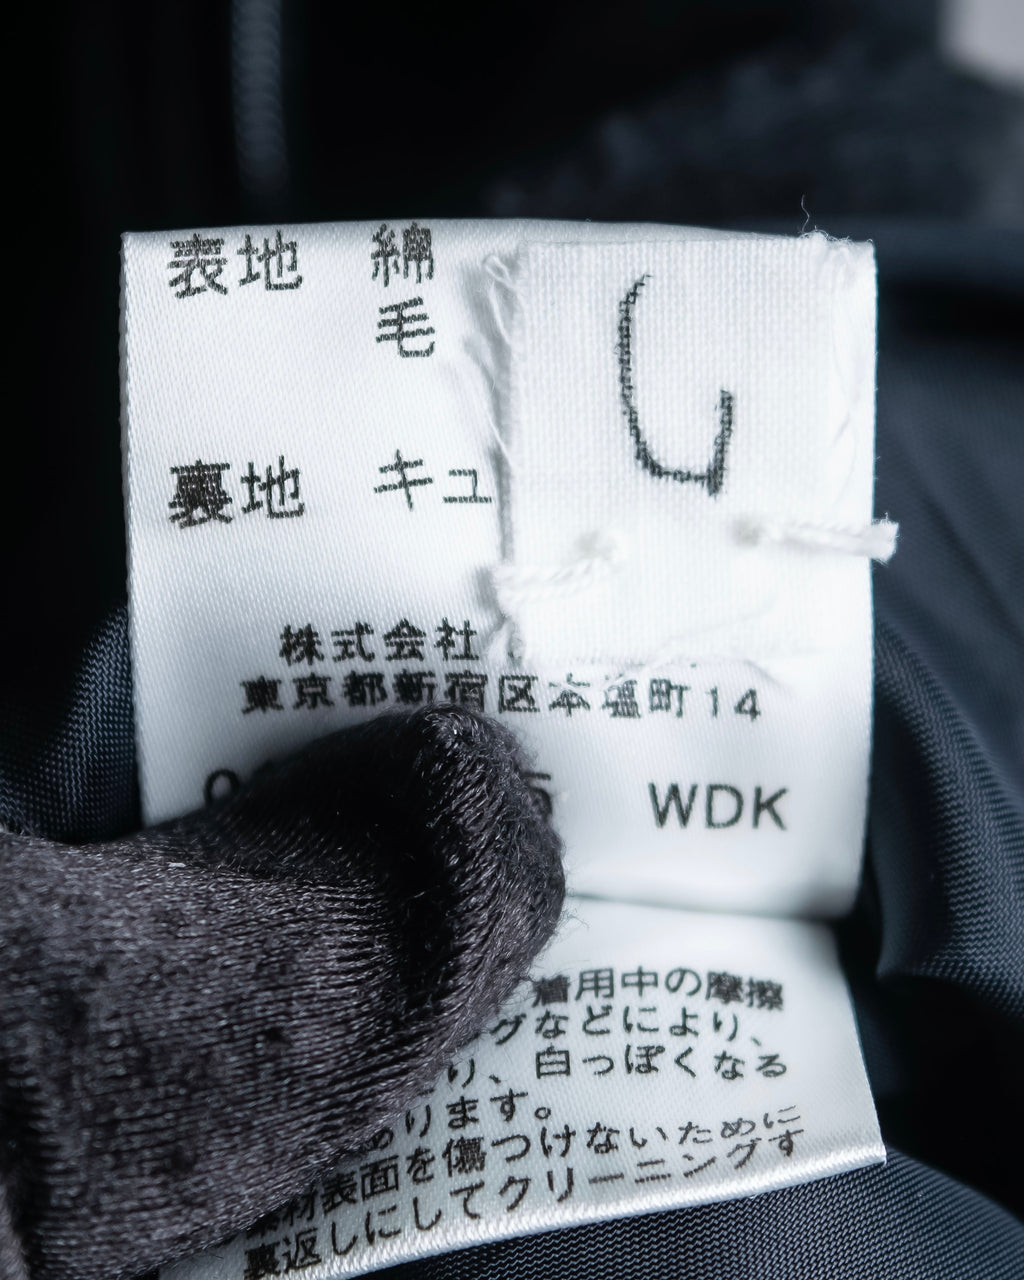 表地 綿
毛
裏地 キュ
株式会社
東京都新宿区本塩町14
WDK
着用中の摩擦
グなどにより、
り、白っぽくなる
あります。
素材表面を傷つけないために
裏返しにしてクリーニングす